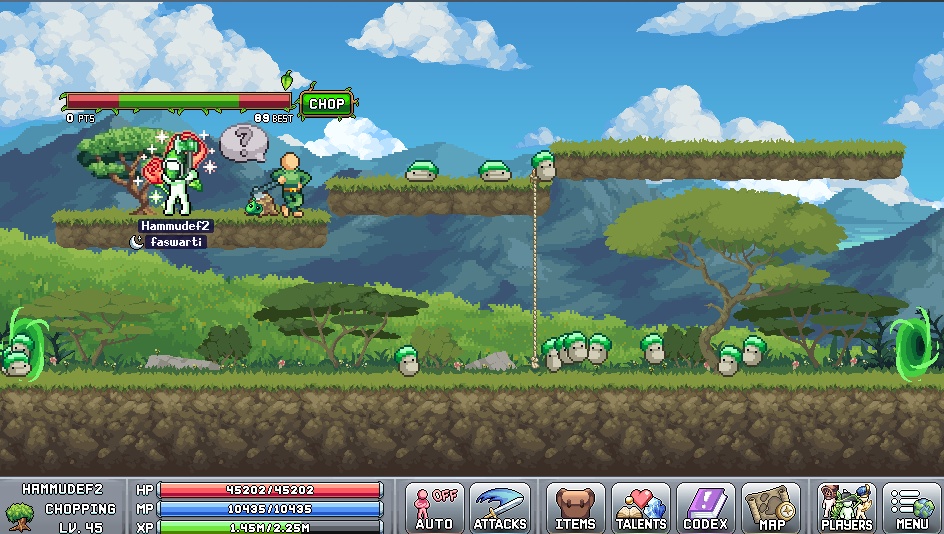 CHOP
0 PTS
89 BEST
?
Hammudef2
faswarti
HAMMUDEF2
CHOPPING
LV. 45
HP 45202/45202
MP 10435/10435
XP 1.45M/2.25M
OFF
AUTO
ATTACKS
ITEMS
TALENTS
CODEX
MAP
PLAYERS
MENU